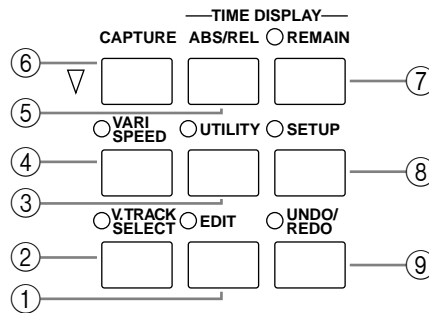 TIME DISPLAY
CAPTURE ABS/REL REMAIN
6
7
5
VARI
SPEED UTILITY SETUP
4
8
3
V.TRACK
SELECT EDIT UNDO/
REDO
2
9
1